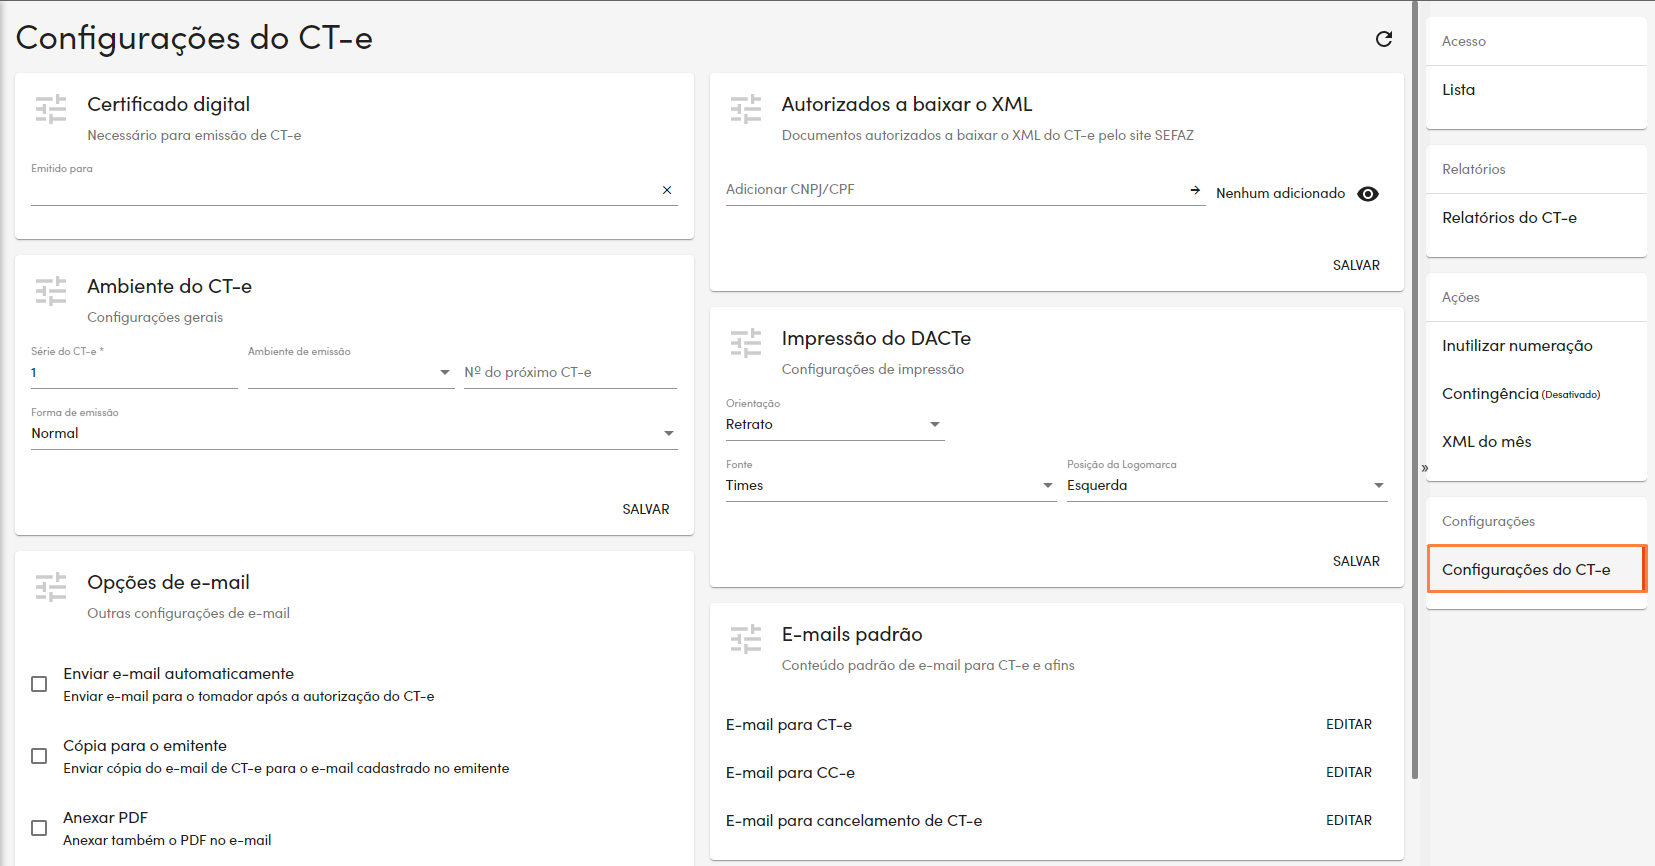 Configurações do CT-e
Certificado digital
Necessário para emissão de CT-e
Emitido para
Ambiente do CT-e
Configurações gerais
Série do CT-e *
1
Ambiente de emissão
Nº do próximo CT-e
Forma de emissão
Normal
SALVAR
Opções de e-mail
Outras configurações de e-mail
Enviar e-mail automaticamente
Enviar e-mail para o tomador após a autorização do CT-e
Cópia para o emitente
Enviar cópia do e-mail de CT-e para o e-mail cadastrado no emitente
Anexar PDF
Anexar também o PDF no e-mail
Autorizados a baixar o XML
Documentos autorizados a baixar o XML do CT-e pelo site SEFAZ
Adicionar CNPJ/CPF
Nenhum adicionado
SALVAR
Impressão do DACTe
Configurações de impressão
Orientação
Retrato
Fonte
Times
Posição da Logomarca
Esquerda
SALVAR
E-mails padrão
Conteúdo padrão de e-mail para CT-e e afins
E-mail para CT-e EDITAR
E-mail para CC-e EDITAR
E-mail para cancelamento de CT-e EDITAR
»
Acesso
Lista
Relatórios
Relatórios do CT-e
Ações
Inutilizar numeração
Contingência (Desativado)
XML do mês
Configurações
Configurações do CT-e